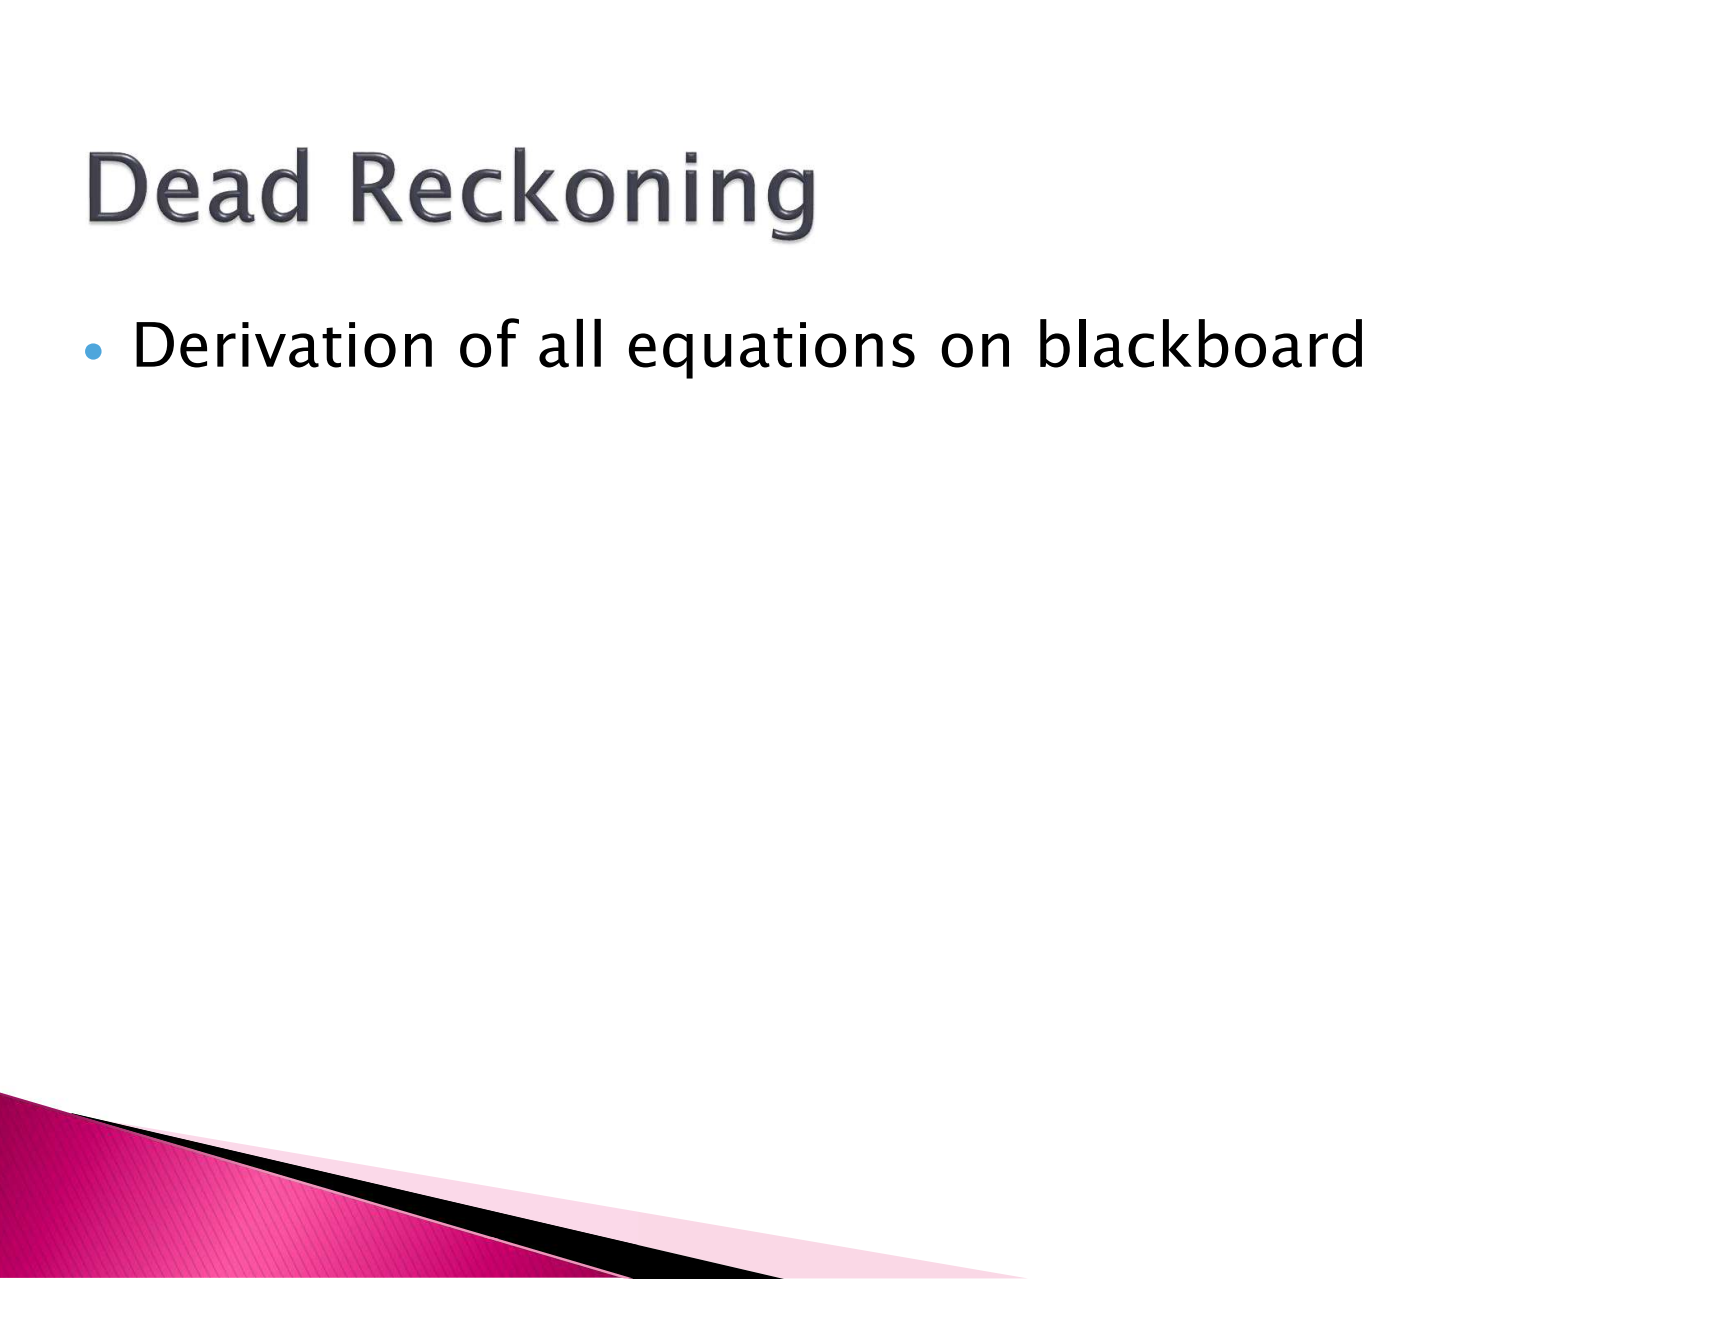 Dead Reckoning
• Derivation of all equations on blackboard